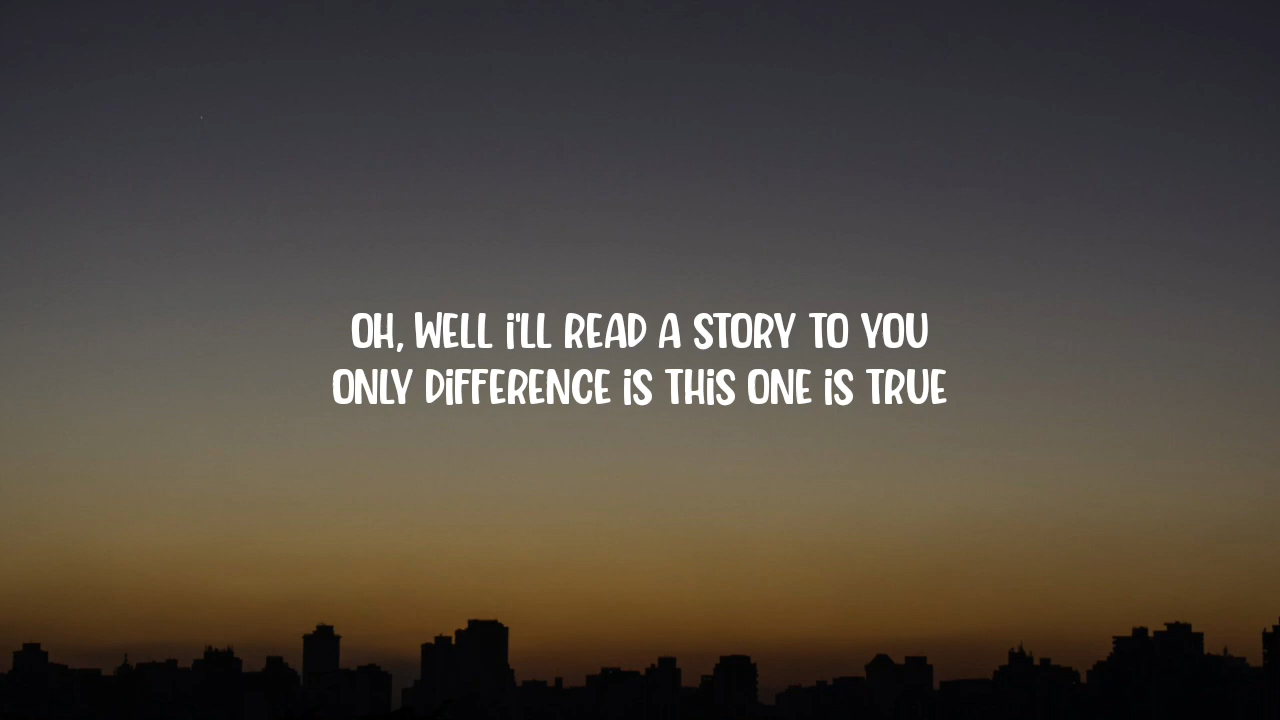 OH, WELL i'LL READ A STORY TO YOU
ONLY DiFFERENCE iS THiS ONE iS TRUE